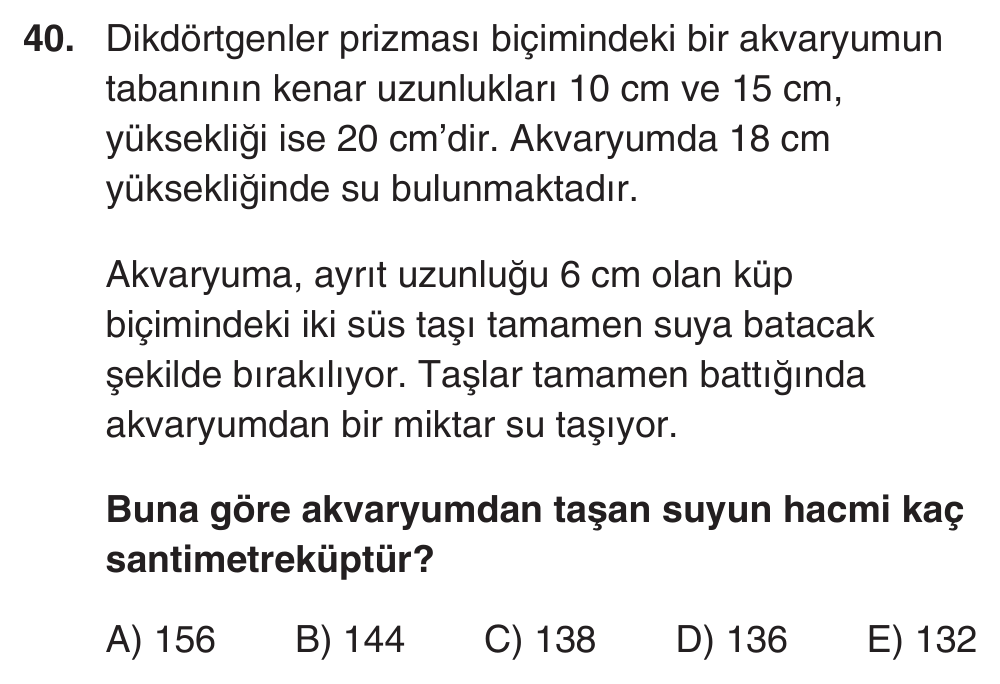 40. Dikdörtgenler prizması biçimindeki bir akvaryumun
tabanının kenar uzunlukları 10 cm ve 15 cm,
yüksekliği ise 20 cm’dir. Akvaryumda 18 cm
yüksekliğinde su bulunmaktadır.
Akvaryuma, ayrıt uzunluğu 6 cm olan küp
biçimindeki iki süs taşı tamamen suya batacak
şekilde bırakılıyor. Taşlar tamamen battığında
akvaryumdan bir miktar su taşıyor.
Buna göre akvaryumdan taşan suyun hacmi kaç
santimetreküptür?
A) 156 B) 144 C) 138 D) 136 E) 132